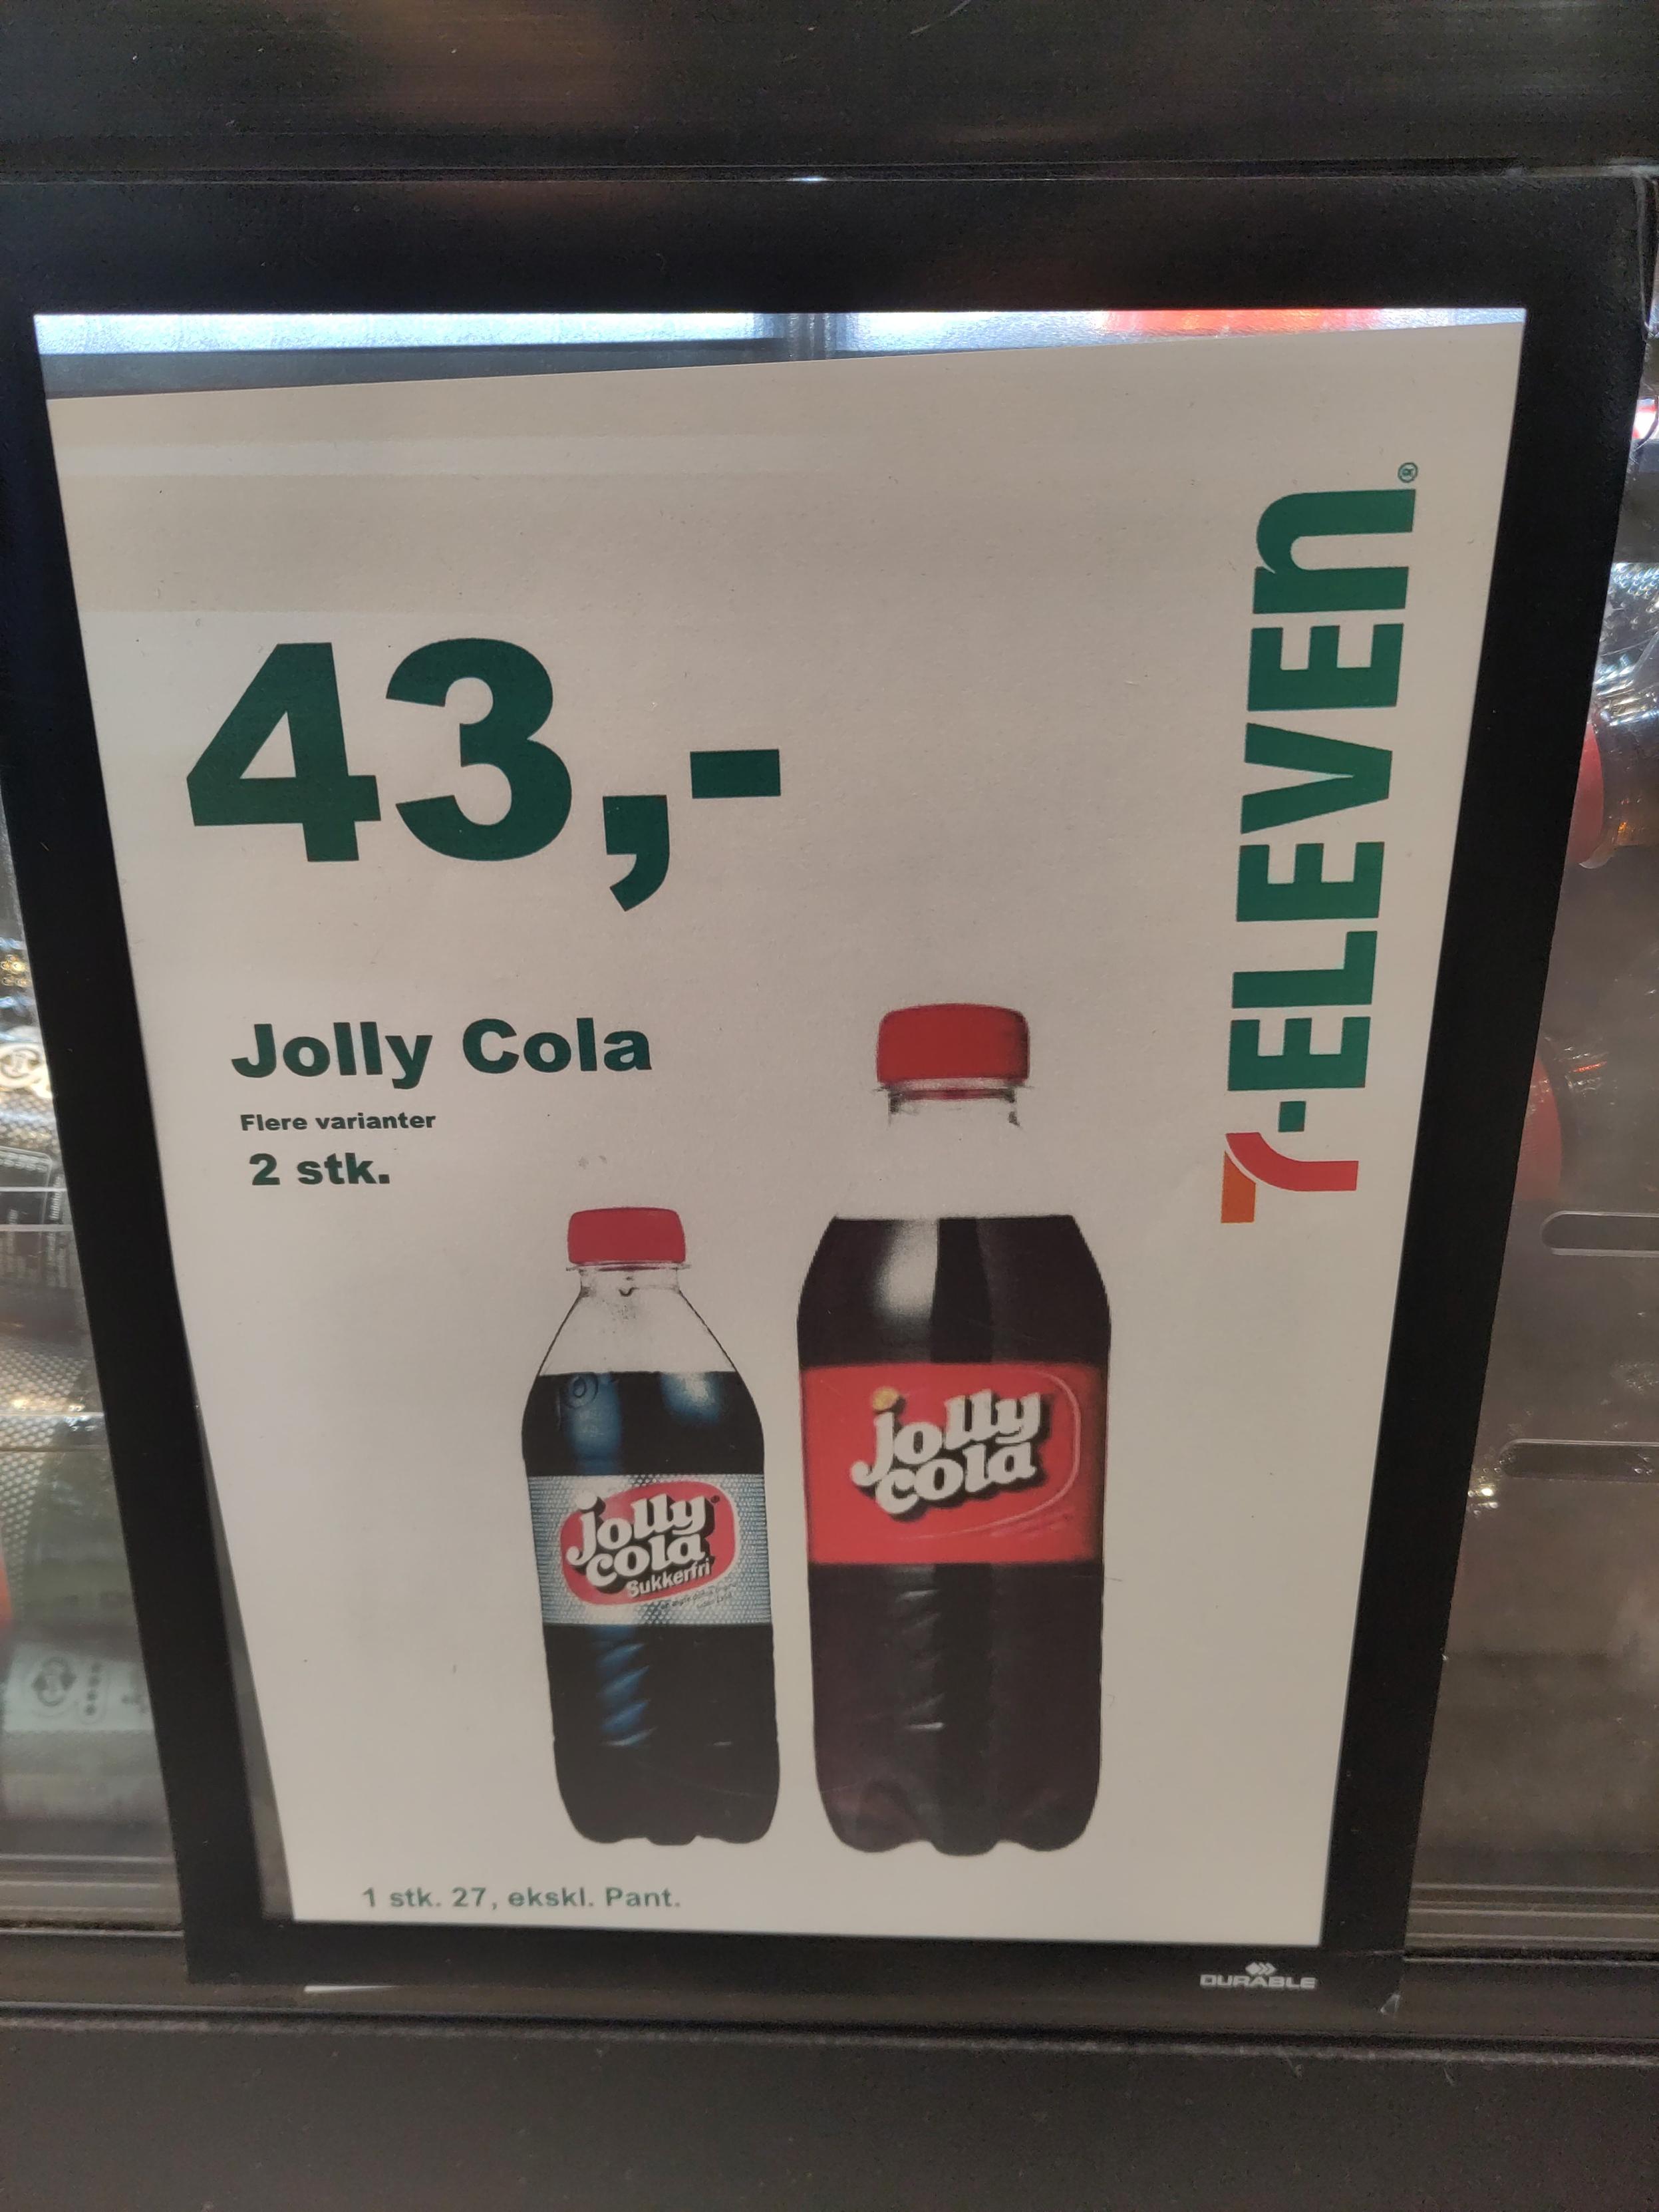 43,-
7-ELEVEn®
Jolly Cola
Flere varianter
2 stk.
jolly
cola
Sukkerfri
jolly
cola
1 stk. 27, ekskl. Pant.
DURABLE